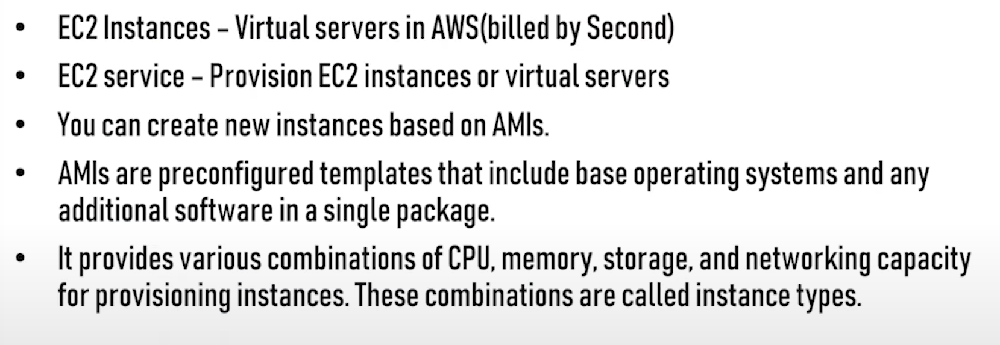 • EC2 Instances – Virtual servers in AWS(billed by Second)
• EC2 service – Provision EC2 instances or virtual servers
• You can create new instances based on AMIs.
• AMIs are preconfigured templates that include base operating systems and any
additional software in a single package.
• It provides various combinations of CPU, memory, storage, and networking capacity
for provisioning instances. These combinations are called instance types.